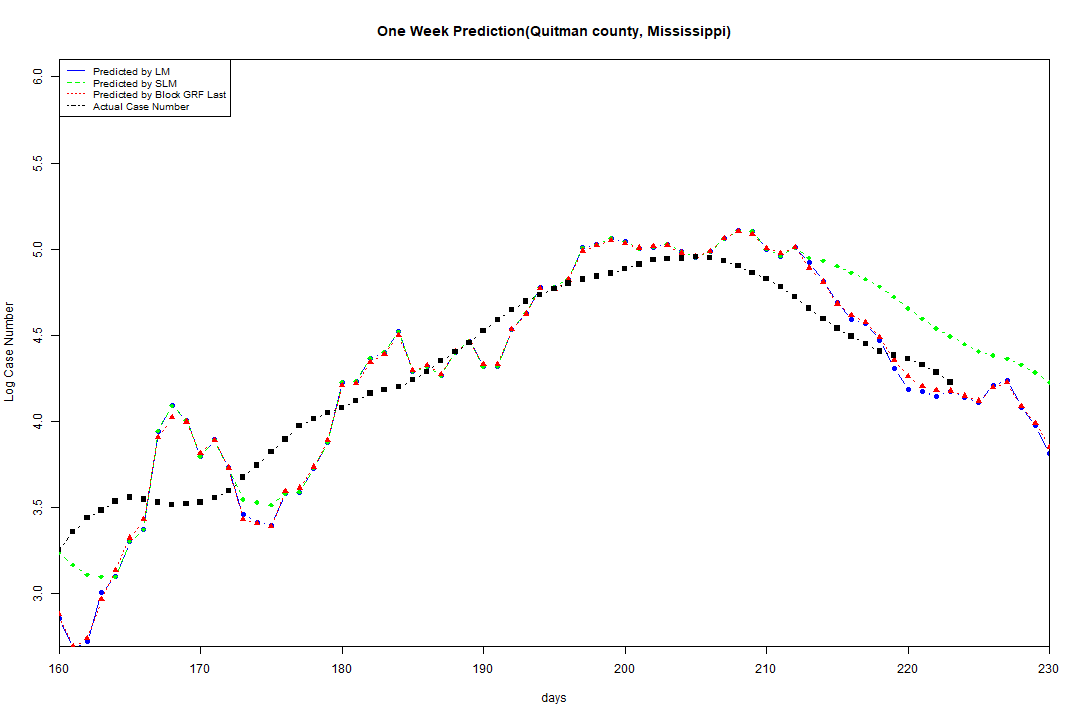 One Week Prediction(Quitman county, Mississippi)
Predicted by LM
Predicted by SLM
Predicted by Block GRF Last
Actual Case Number
6.0
5.5
5.0
4.5
4.0
3.5
3.0
Log Case Number
160 170 180 190 200 210 220 230
days